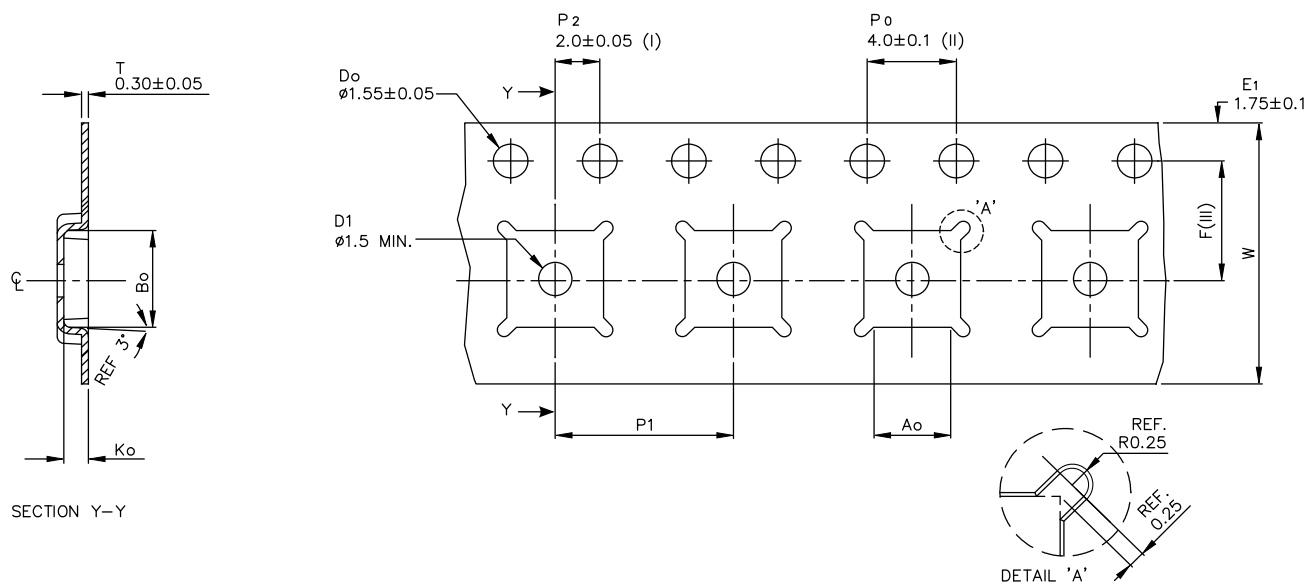 P2
2.0±0.05 (I)
P0
4.0±0.1 (II)
T
0.30±0.05
Do
ø1.55±0.05
Y
E1
1.75±0.1
'A'
D1
ø1.5 MIN.
F(III)
W
℄
Bo
REF 3°
Y
P1
Ao
Ko
REF.
R0.25
SECTION Y-Y
REF.
0.25
DETAIL 'A'